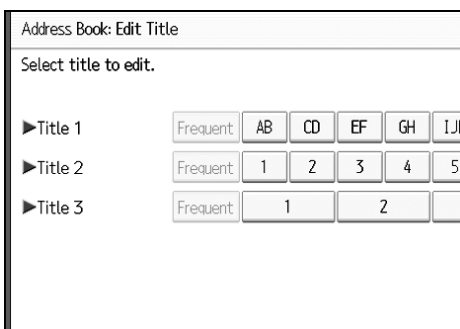 Address Book: Edit Title
Select title to edit.
▶Title 1 Frequent AB CD EF GH
▶Title 2 Frequent 1 2 3 4 5
▶Title 3 Frequent 1 2